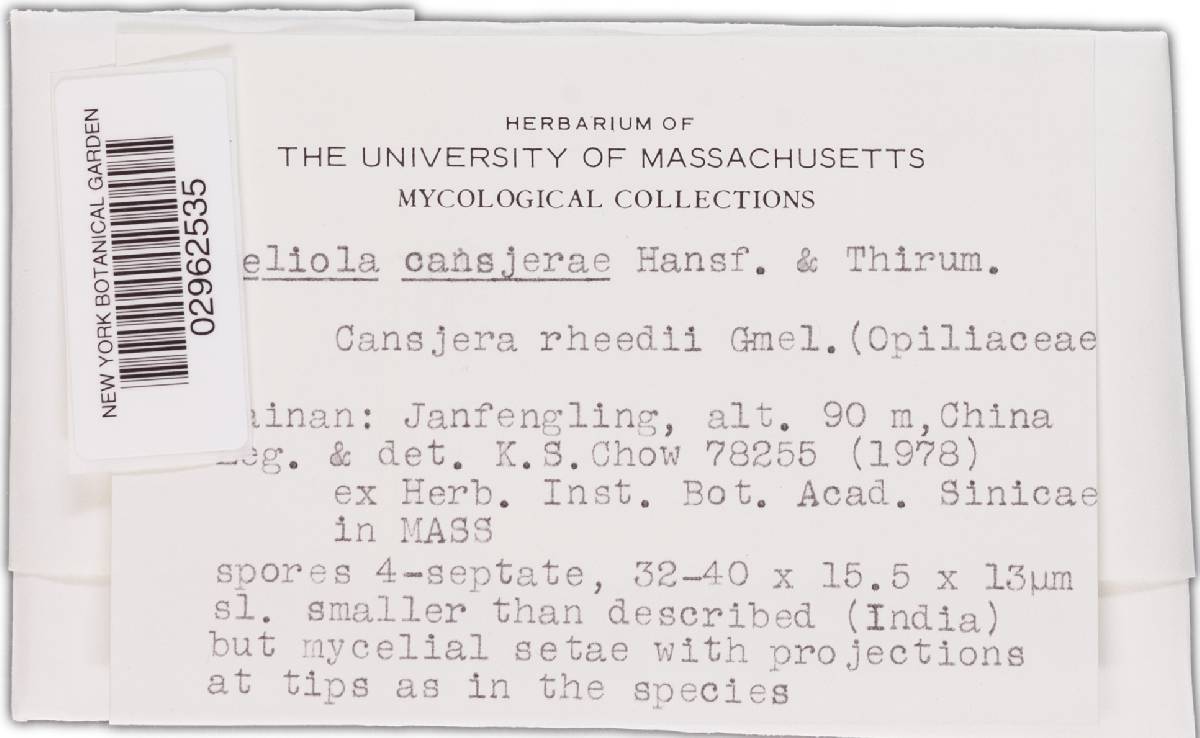 NEW YORK BOTANICAL GARDEN
02962535
HERBARIUM OF
THE UNIVERSITY OF MASSACHUSETTS
MYCOLOGICAL COLLECTIONS
eliola cansjerae Hansf. & Thirum.
Cansjera rheedii Gmel.(Opiliaceae
ainan: Janfengling, alt. 90 m,China
Leg. & det. K.S.Chow 78255 (1978)
ex Herb. Inst. Bot. Acad. Sinicae
in MASS
spores 4-septate, 32-40 x 15.5 x 13µm
sl. smaller than described (India)
but mycelial setae with projections
at tips as in the species